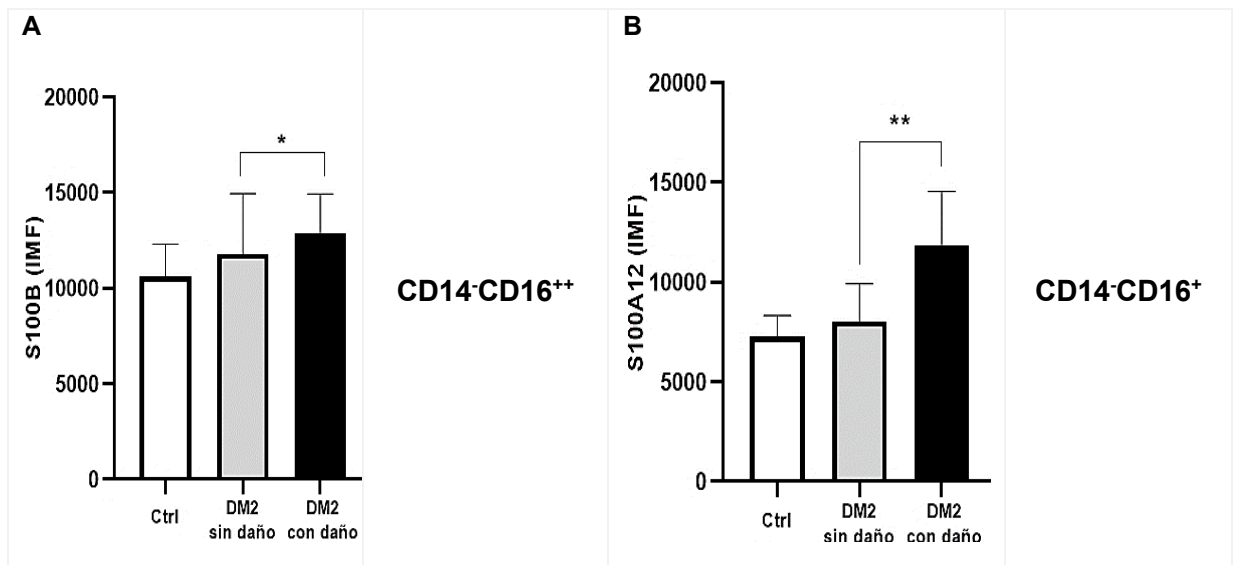 A
S100B (IMF)
20000
15000
10000
5000
0
*
Ctrl
DM2
sin daño
DM2
con daño
CD14⁻CD16⁺⁺
B
S100A12 (IMF)
20000
15000
10000
5000
0
**
Ctrl
DM2
sin daño
DM2
con daño
CD14⁻CD16⁺